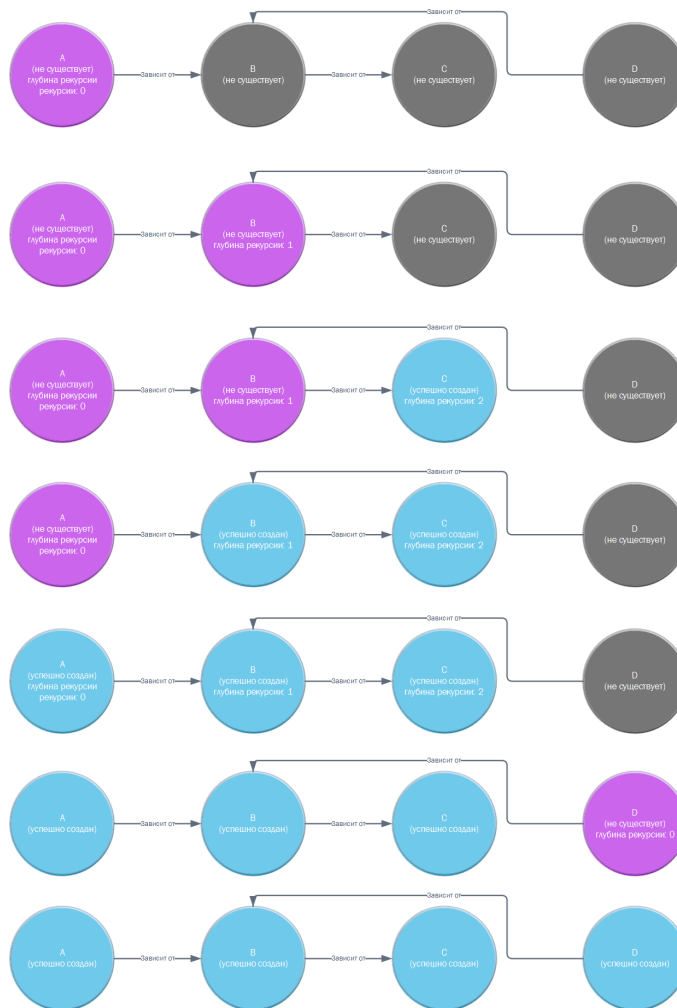 Зависит от
A
(не существует)
глубина рекурсии
рекурсии: 0
Зависит от
B
(не существует)
Зависит от
C
(не существует)
D
(не существует)
Зависит от
A
(не существует)
глубина рекурсии
рекурсии: 0
Зависит от
B
(не существует)
глубина рекурсии: 1
Зависит от
C
(не существует)
D
(не существует)
Зависит от
A
(не существует)
глубина рекурсии
рекурсии: 0
Зависит от
B
(не существует)
глубина рекурсии: 1
Зависит от
C
(успешно создан)
глубина рекурсии: 2
D
(не существует)
Зависит от
A
(не существует)
глубина рекурсии
рекурсии: 0
Зависит от
B
(успешно создан)
глубина рекурсии: 1
Зависит от
C
(успешно создан)
глубина рекурсии: 2
D
(не существует)
Зависит от
A
(успешно создан)
глубина рекурсии
рекурсии: 0
Зависит от
B
(успешно создан)
глубина рекурсии: 1
Зависит от
C
(успешно создан)
глубина рекурсии: 2
D
(не существует)
Зависит от
A
(успешно создан)
Зависит от
B
(успешно создан)
Зависит от
C
(успешно создан)
D
(не существует)
глубина рекурсии: 0
Зависит от
A
(успешно создан)
Зависит от
B
(успешно создан)
Зависит от
C
(успешно создан)
D
(успешно создан)